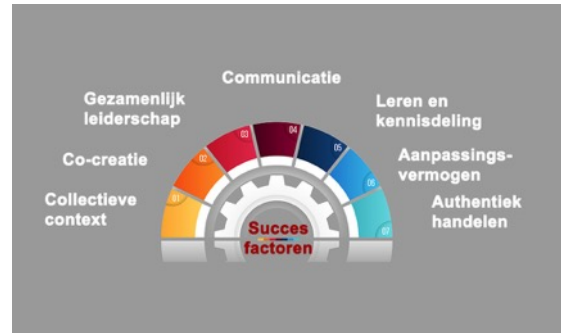 Communicatie
Gezamenlijk
leiderschap
Leren en
kennisdeling
Co-creatie
Aanpassings-
vermogen
Collectieve
context
Authentiek
handelen
01
02
03
04
05
06
07
Succes
factoren